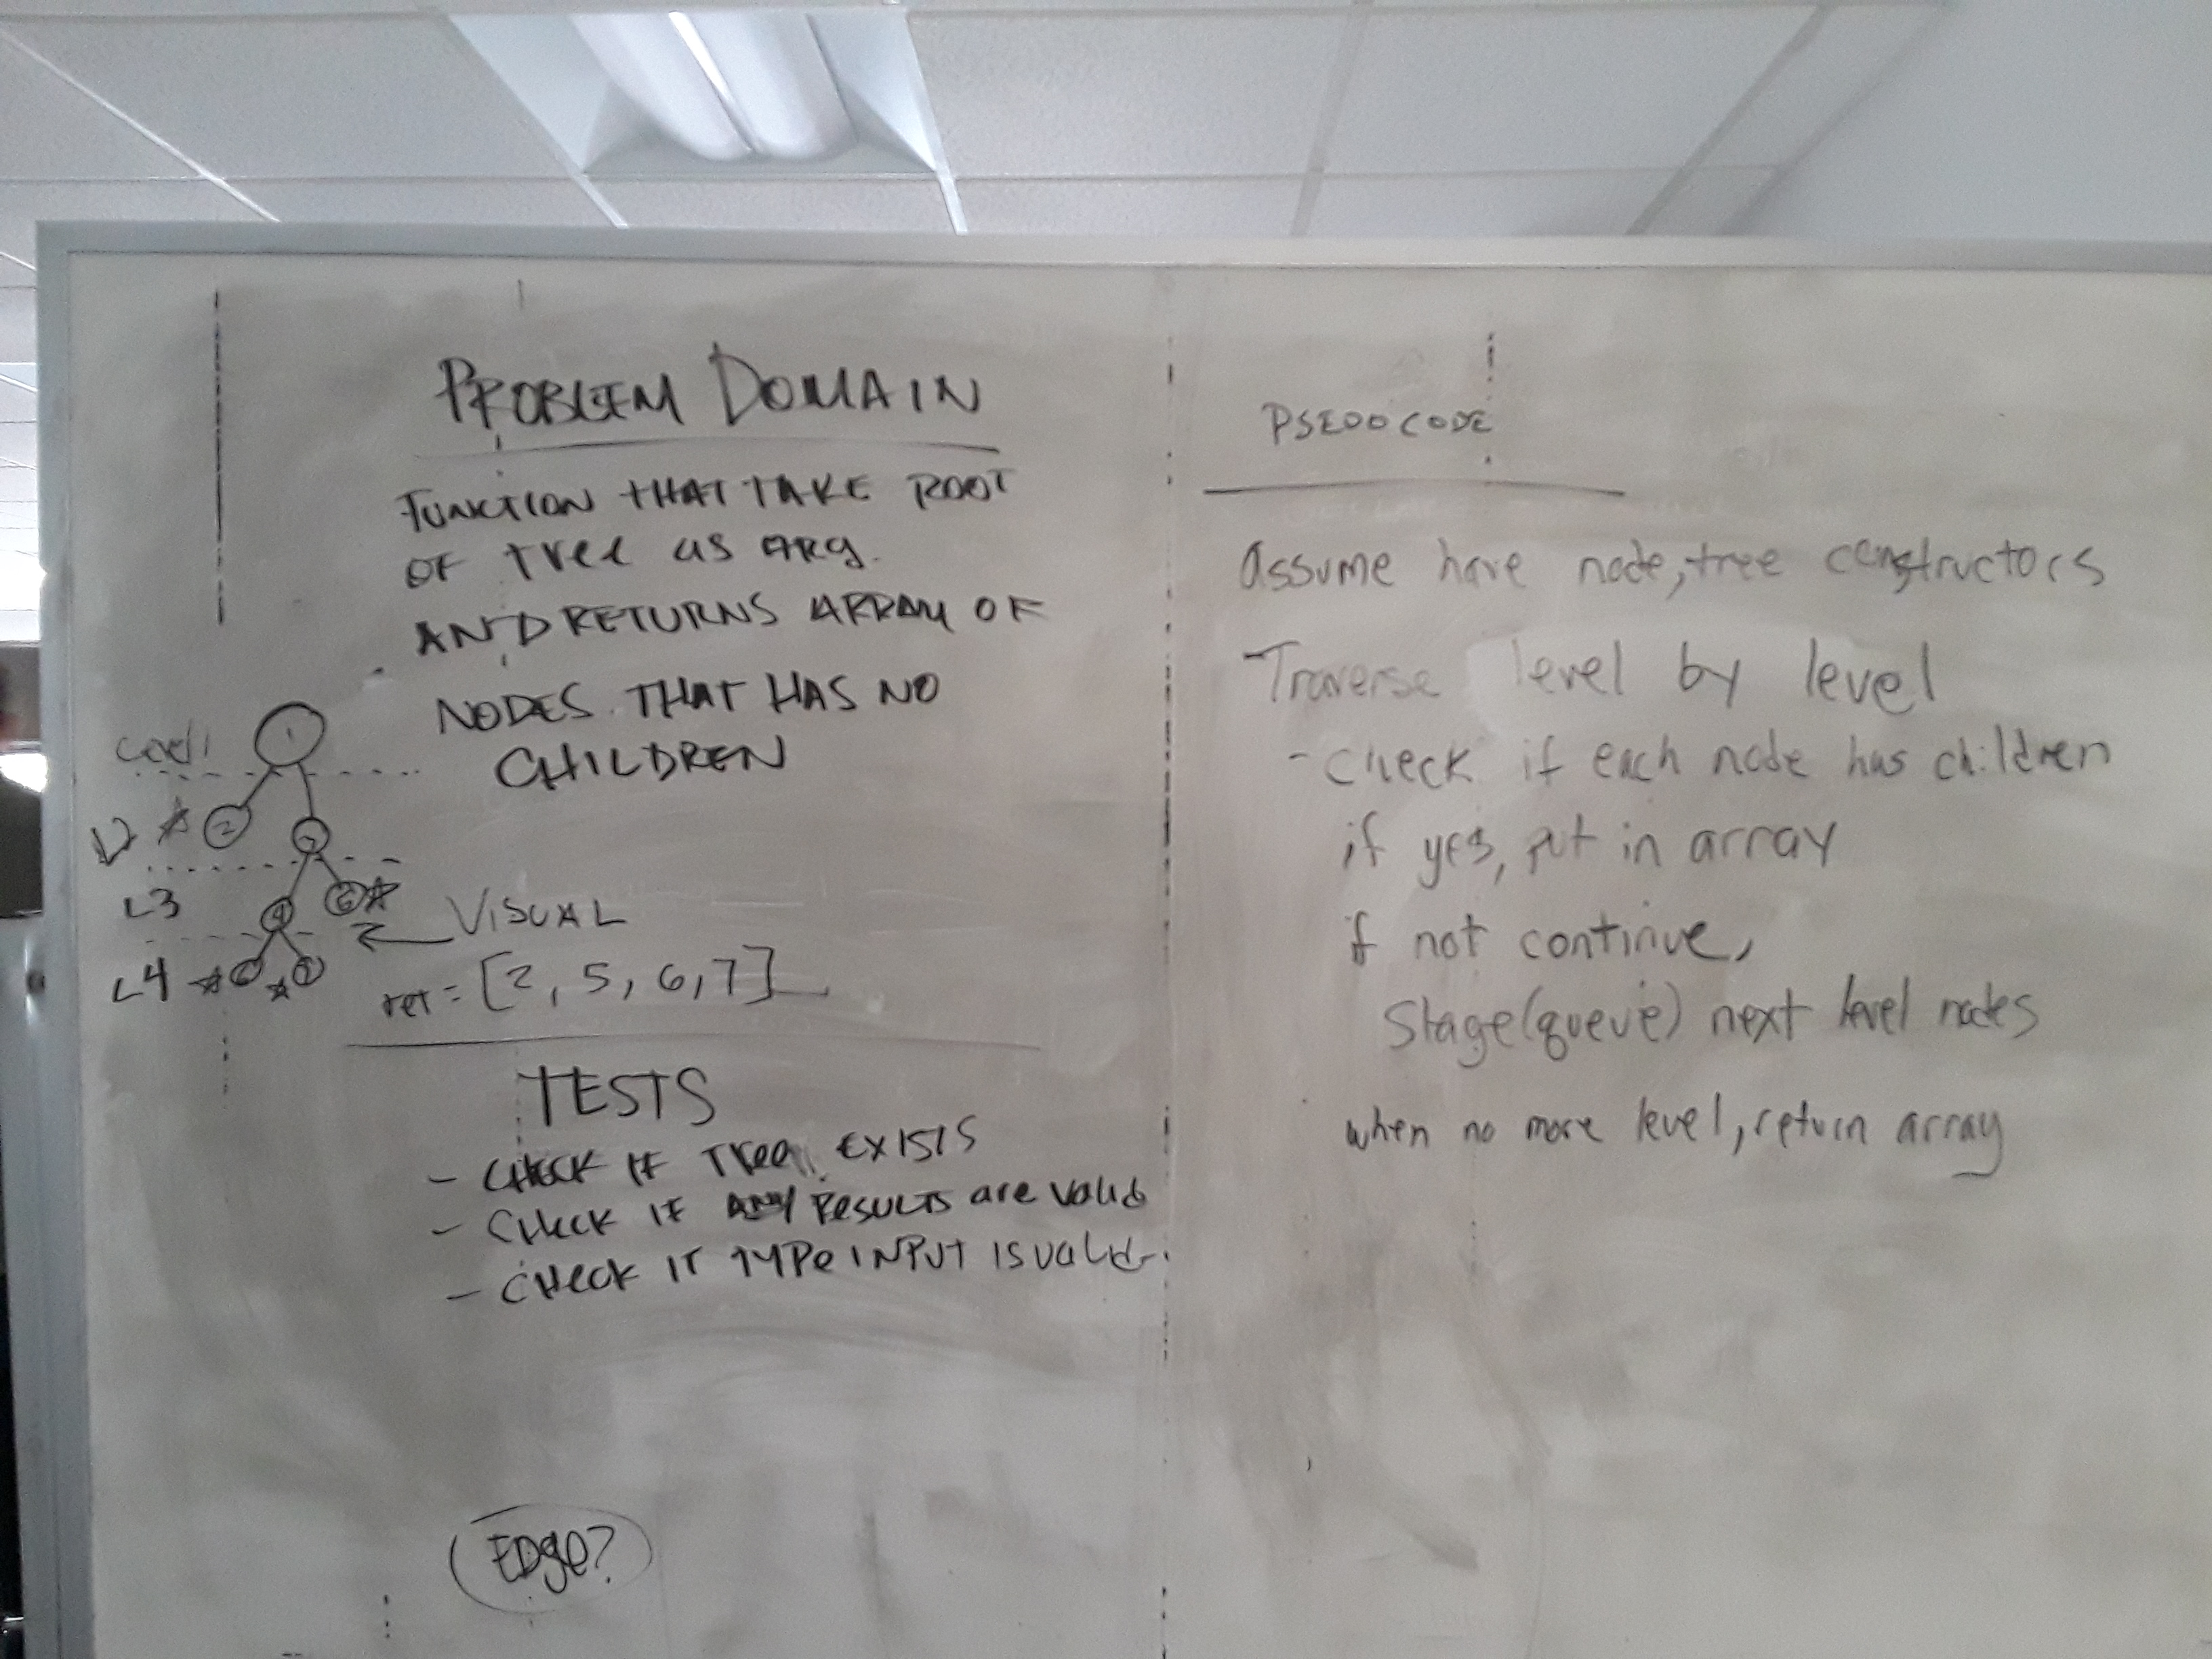 PROBLEM DOMAIN
FUNCTION THAT TAKE ROOT
OF tree as ARG.
AND RETURNS ARRAY OF
NODES THAT HAS NO
CHILDREN
Level 1
1
L2
2
3
L3
4
6
VISUAL
L4
7
ret = [2, 5, 6, 7]
TESTS
- CHECK IF Tree EXISTS
- CHeck IF ANY Results are valid
- CHeck IF TYPe INPUT IS valid.
EDge?
PSEDOCODE
Assume have node, tree constructors
Traverse level by level
- Check if each node has children
if yes, put in array
if not continue,
Stage(queue) next level nodes
when no more level, return array